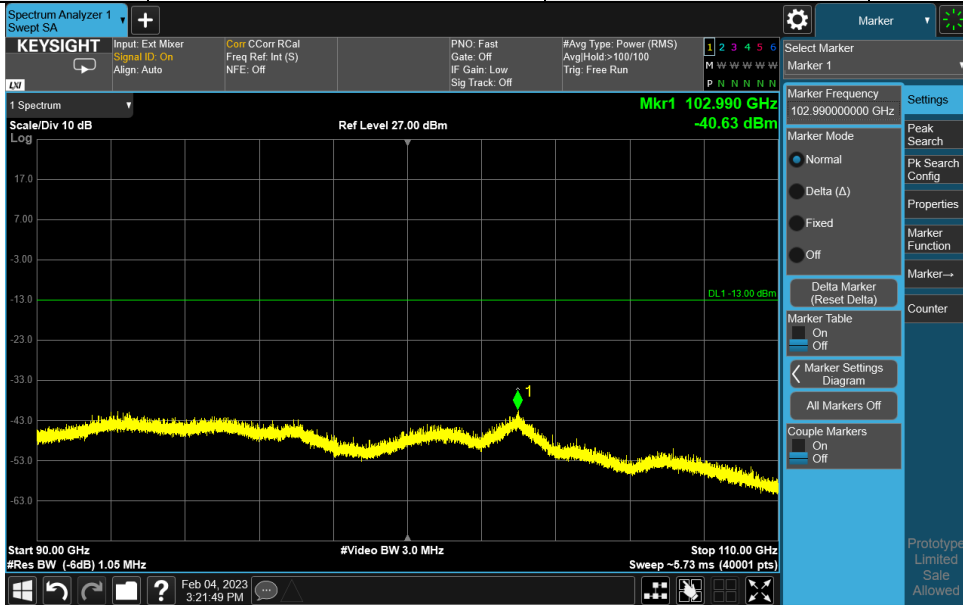 Spectrum Analyzer 1
Swept SA
+
Marker
KEYSIGHT
LXI
Input: Ext Mixer
Signal ID: On
Align: Auto
Corr CCorr RCal
Freq Ref: Int (S)
NFE: Off
PNO: Fast
Gate: Off
IF Gain: Low
Sig Track: Off
#Avg Type: Power (RMS)
Avg|Hold:>100/100
Trig: Free Run
1 2 3 4 5 6
M W W W W W
P N N N N N
Select Marker
Marker 1
1 Spectrum
Scale/Div 10 dB
Log
Ref Level 27.00 dBm
Mkr1 102.990 GHz
-40.63 dBm
17.0
7.00
-3.00
-13.0
-23.0
-33.0
-43.0
-53.0
-63.0
DL1 -13.00 dBm
1
Start 90.00 GHz
#Video BW 3.0 MHz
Stop 110.00 GHz
#Res BW (-6dB) 1.05 MHz
Sweep ~5.73 ms (40001 pts)
Marker Frequency
102.990000000 GHz
Marker Mode
Normal
Delta (Δ)
Fixed
Off
Delta Marker
(Reset Delta)
Marker Table
On
Off
Marker Settings
Diagram
All Markers Off
Couple Markers
On
Off
Settings
Peak
Search
Pk Search
Config
Properties
Marker
Function
Marker→
Counter
Prototype
Limited
Sale
Allowed
?
Feb 04, 2023
3:21:49 PM